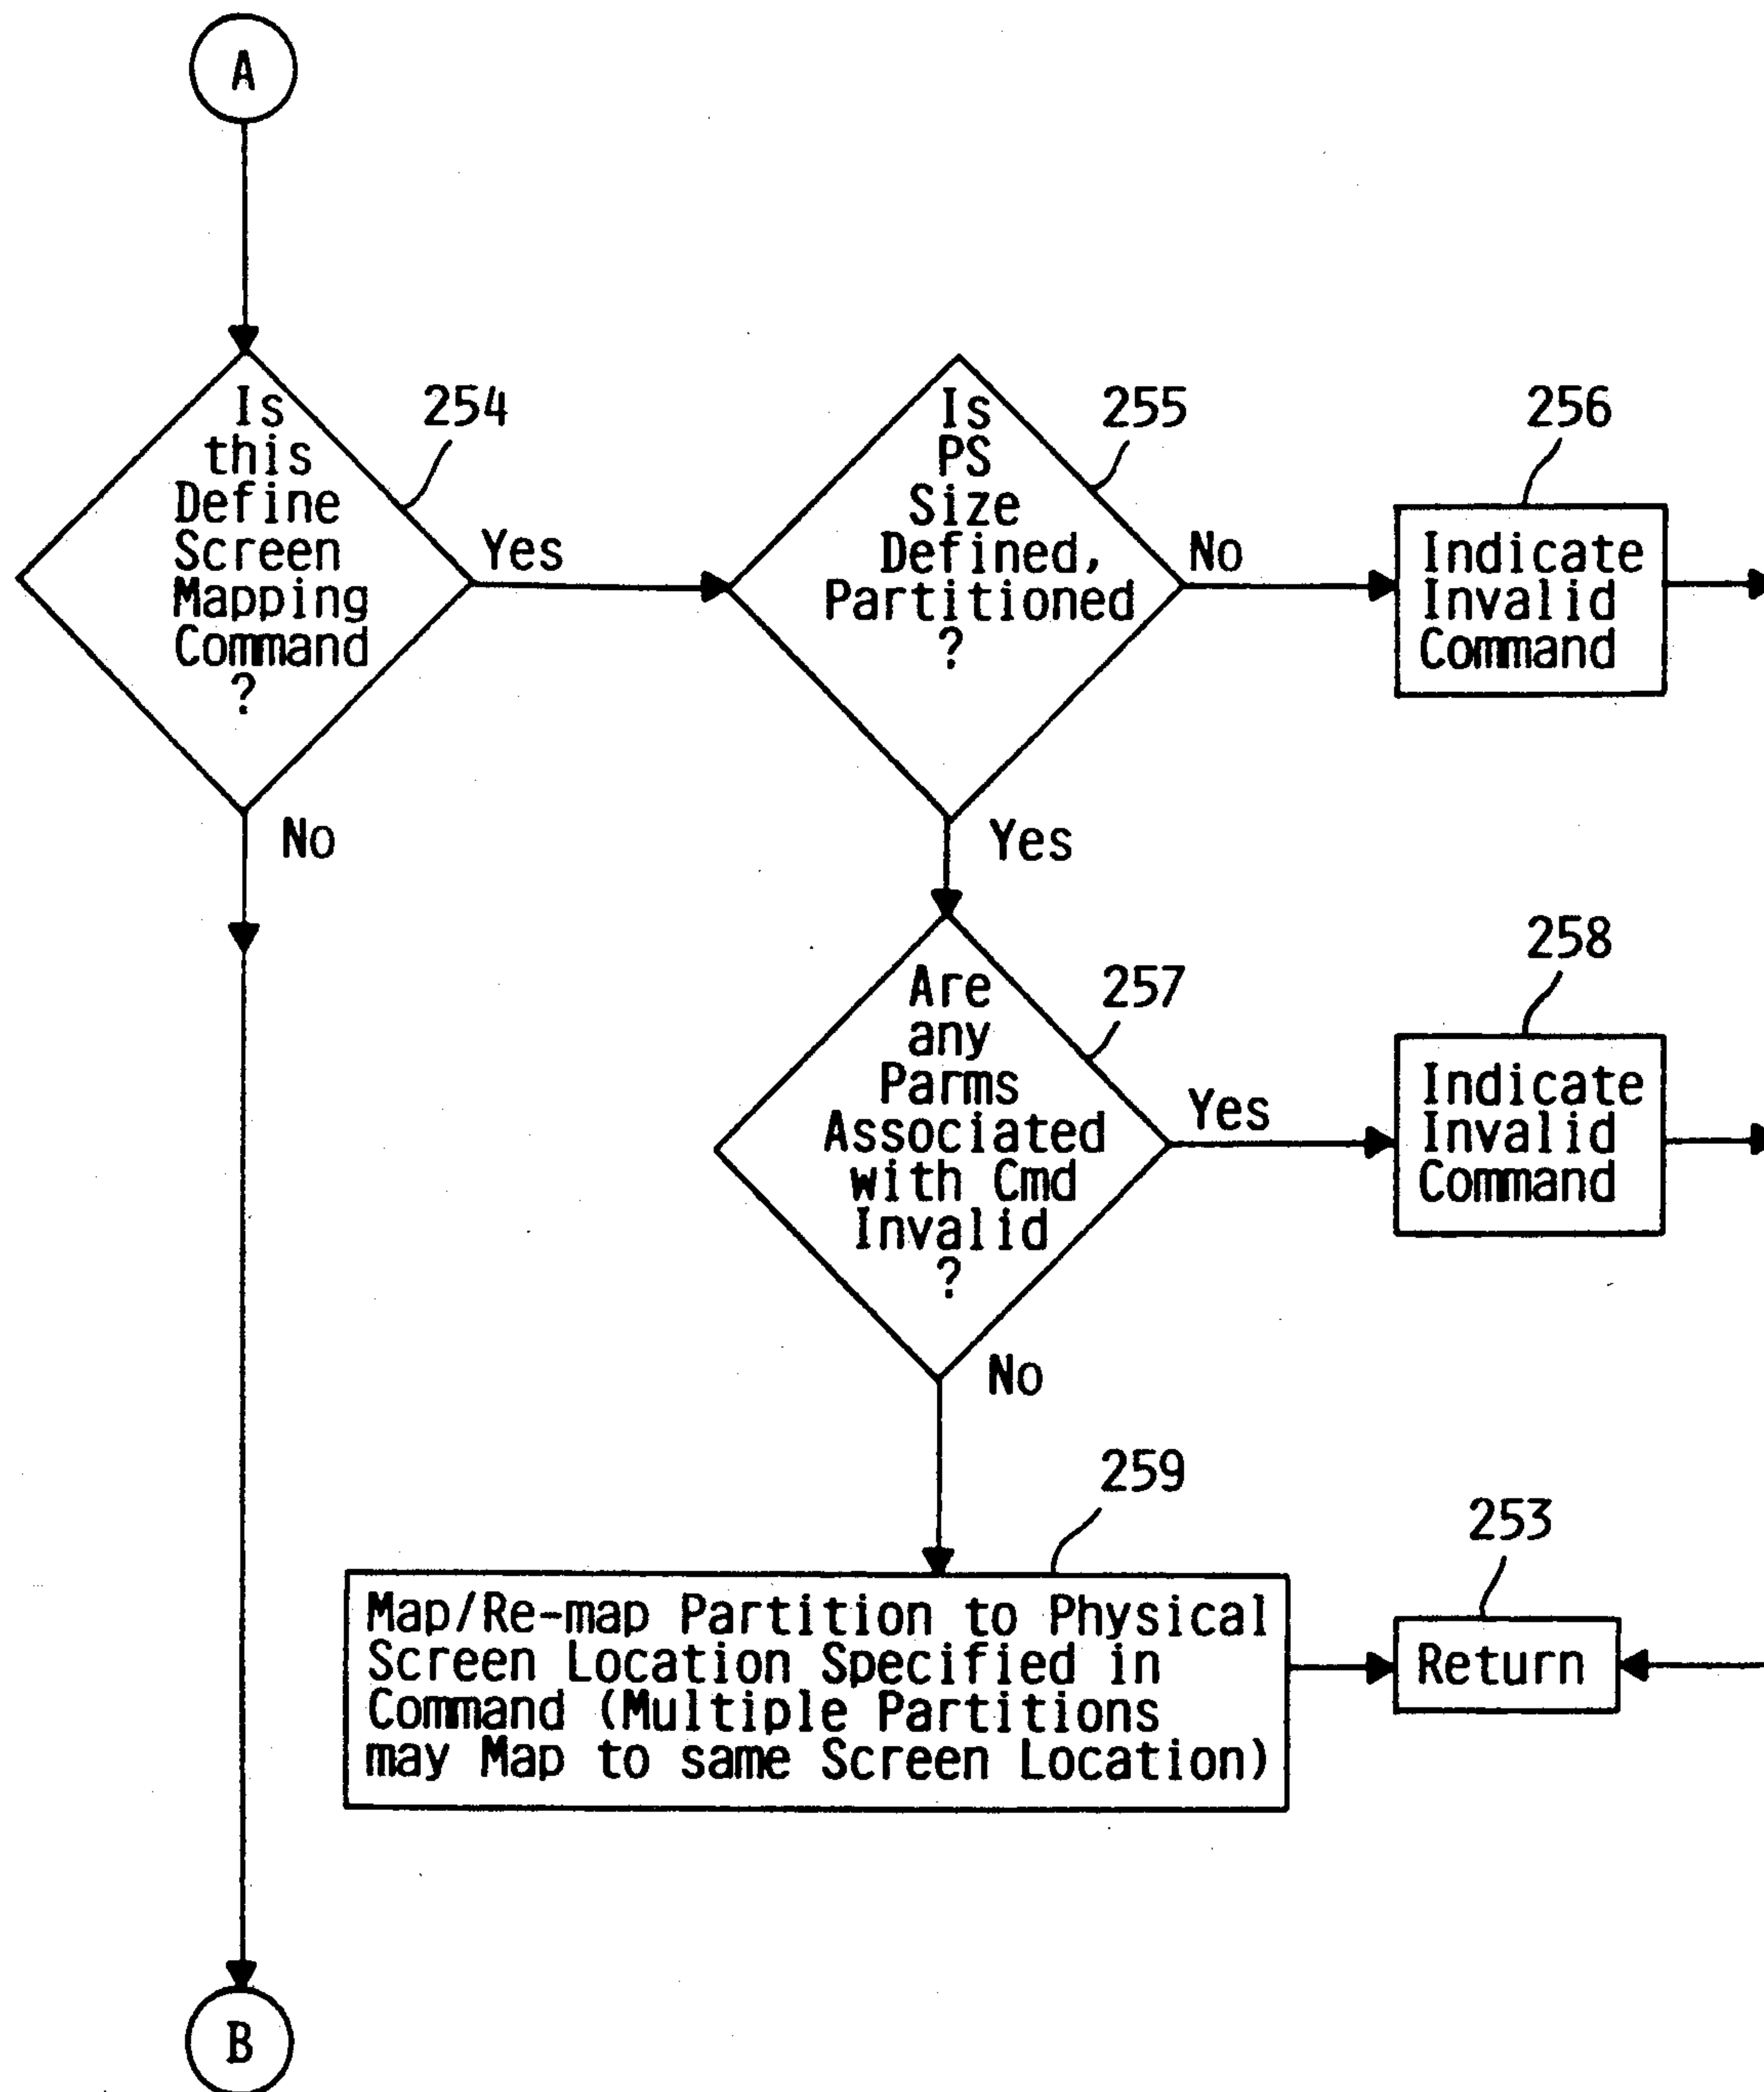 A
Is
this
Define
Screen
Mapping
Command
?
254
Yes
No
Is
PS
Size
Defined,
Partitioned
?
255
No
Yes
256
Indicate
Invalid
Command
Are
any
Parms
Associated
with Cmd
Invalid
?
257
Yes
No
258
Indicate
Invalid
Command
259
Map/Re-map Partition to Physical
Screen Location Specified in
Command (Multiple Partitions
may Map to same Screen Location)
253
Return
B